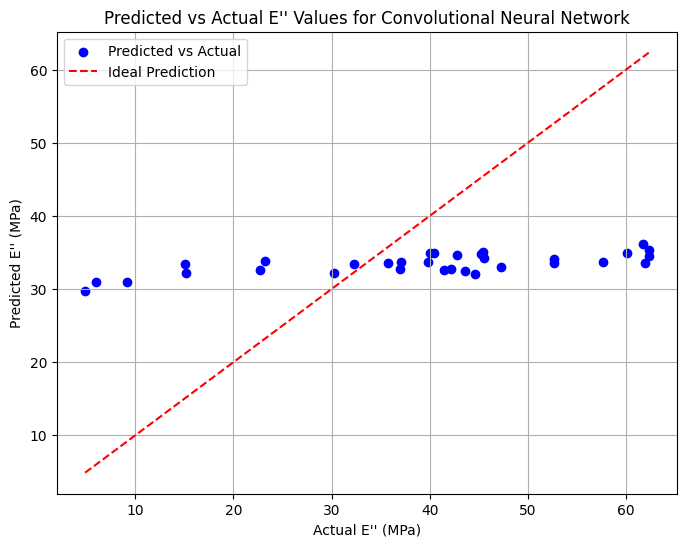 Predicted vs Actual E'' Values for Convolutional Neural Network
Predicted vs Actual
Ideal Prediction
60
50
40
30
20
10
Predicted E'' (MPa)
10 20 30 40 50 60
Actual E'' (MPa)